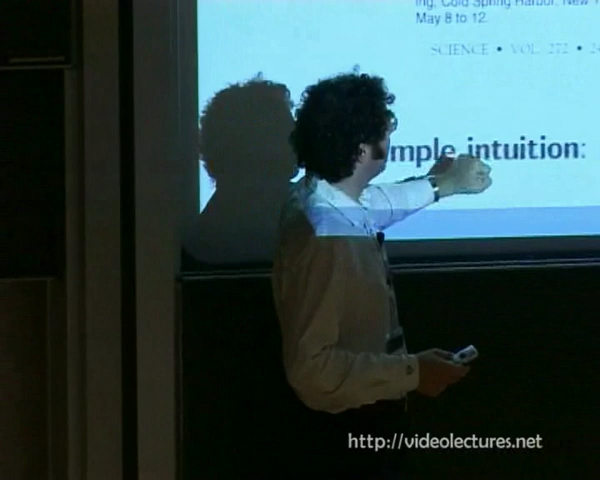 ing, Cold Spring Harbor, New
May 8 to 12.
SCIENCE • VOL. 272 •
mple intuition:
http://videolectures.net